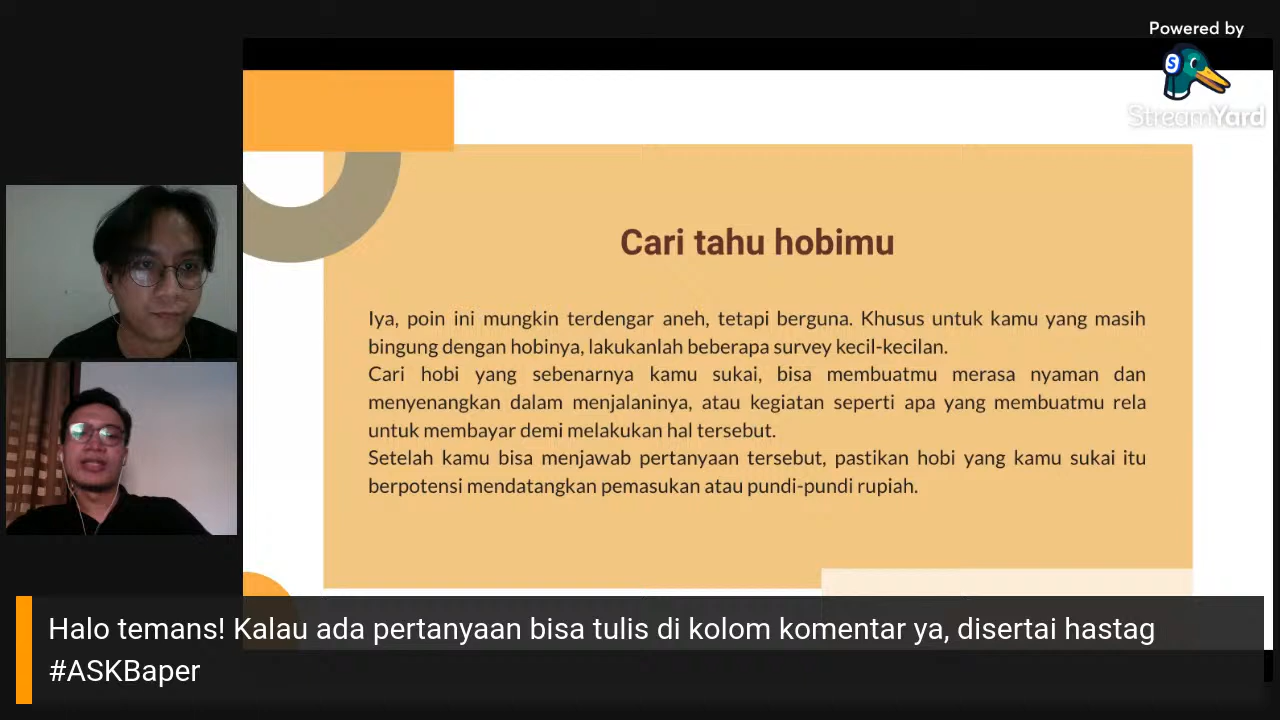 Powered by
StreamYard
Cari tahu hobimu
Iya, poin ini mungkin terdengar aneh, tetapi berguna. Khusus untuk kamu yang masih
bingung dengan hobinya, lakukanlah beberapa survey kecil-kecilan.
Cari hobi yang sebenarnya kamu sukai, bisa membuatmu merasa nyaman dan
menyenangkan dalam menjalaninya, atau kegiatan seperti apa yang membuatmu rela
untuk membayar demi melakukan hal tersebut.
Setelah kamu bisa menjawab pertanyaan tersebut, pastikan hobi yang kamu sukai itu
berpotensi mendatangkan pemasukan atau pundi-pundi rupiah.
Halo temans! Kalau ada pertanyaan bisa tulis di kolom komentar ya, disertai hastag
#ASKBaper